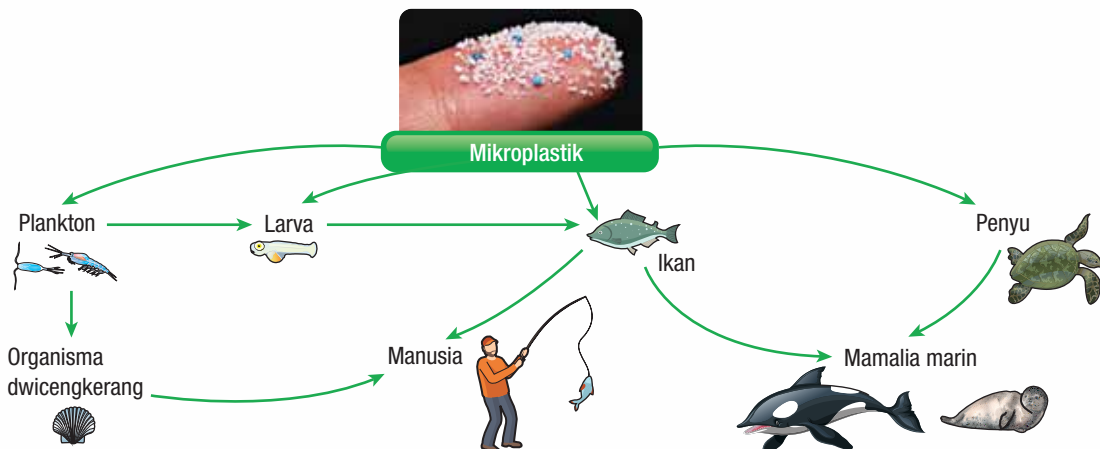 Mikroplastik
Plankton
Larva
Ikan
Penyu
Organisma
dwicengkerang
Manusia
Mamalia marin